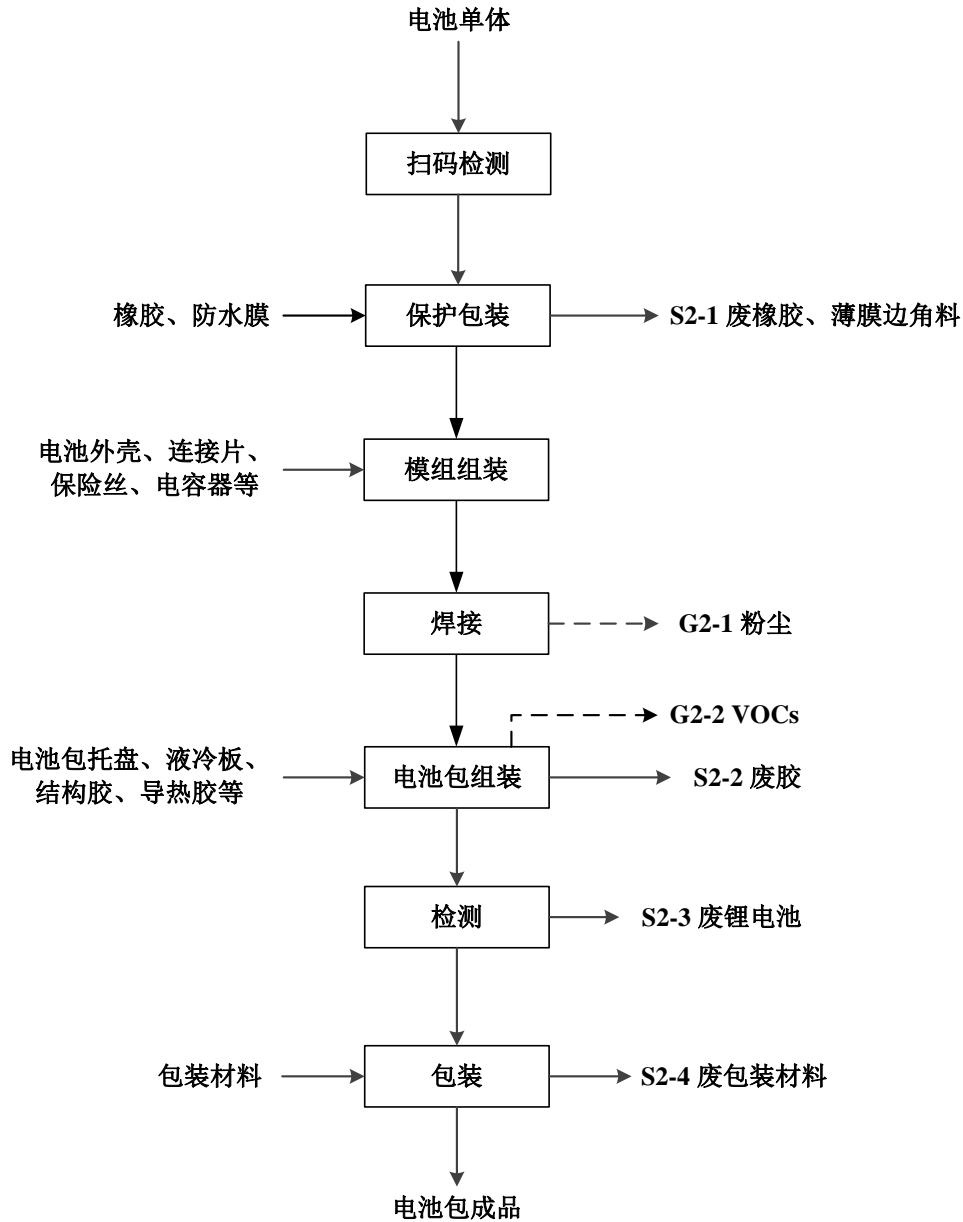 电池单体
扫码检测
橡胶、防水膜
保护包装
S2-1 废橡胶、薄膜边角料
电池外壳、连接片、
保险丝、电容器等
模组组装
焊接
G2-1 粉尘
G2-2 VOCs
电池包托盘、液冷板、
结构胶、导热胶等
电池包组装
S2-2 废胶
检测
S2-3 废锂电池
包装材料
包装
S2-4 废包装材料
电池包成品